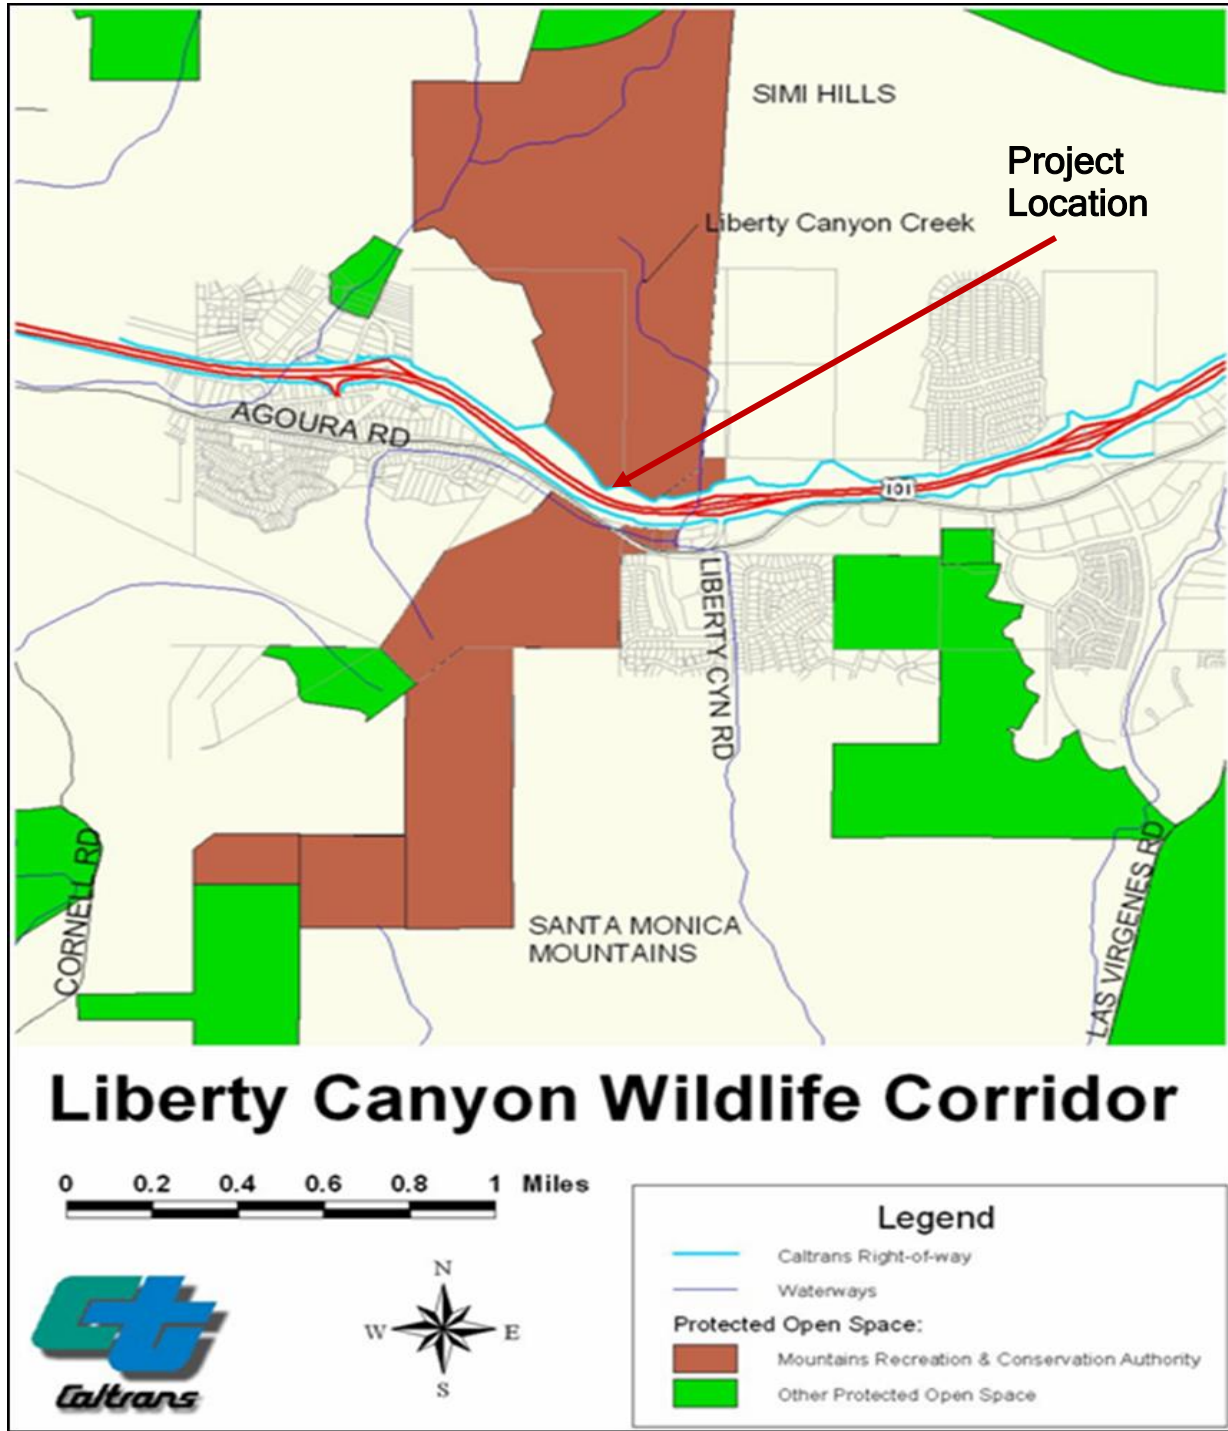 SIMI HILLS
Project
Location
Liberty Canyon Creek
AGOURA RD
101
LIBERTY CYN RD
CORNELL RD
SANTA MONICA
MOUNTAINS
LAS VIRGENES RD
Liberty Canyon Wildlife Corridor
0 0.2 0.4 0.6 0.8 1 Miles
Legend
Caltrans Right-of-way
Waterways
Protected Open Space:
Mountains Recreation & Conservation Authority
Other Protected Open Space
N
W E
S
Ct
Caltrans